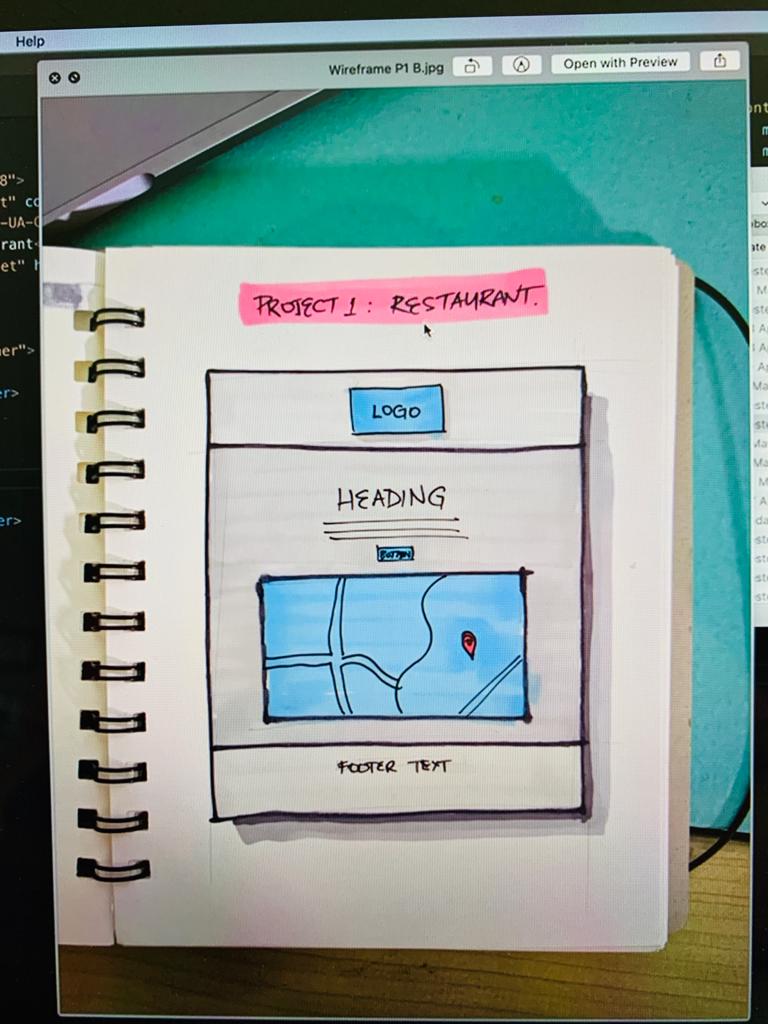 Help
Wireframe P1 B.jpg
Open with Preview
8">
-UA-
rant
et" h
er">
er>
er>
PROJECT 1 : RESTAURANT.
LOGO
HEADING
BUTTON
FOOTER TEXT